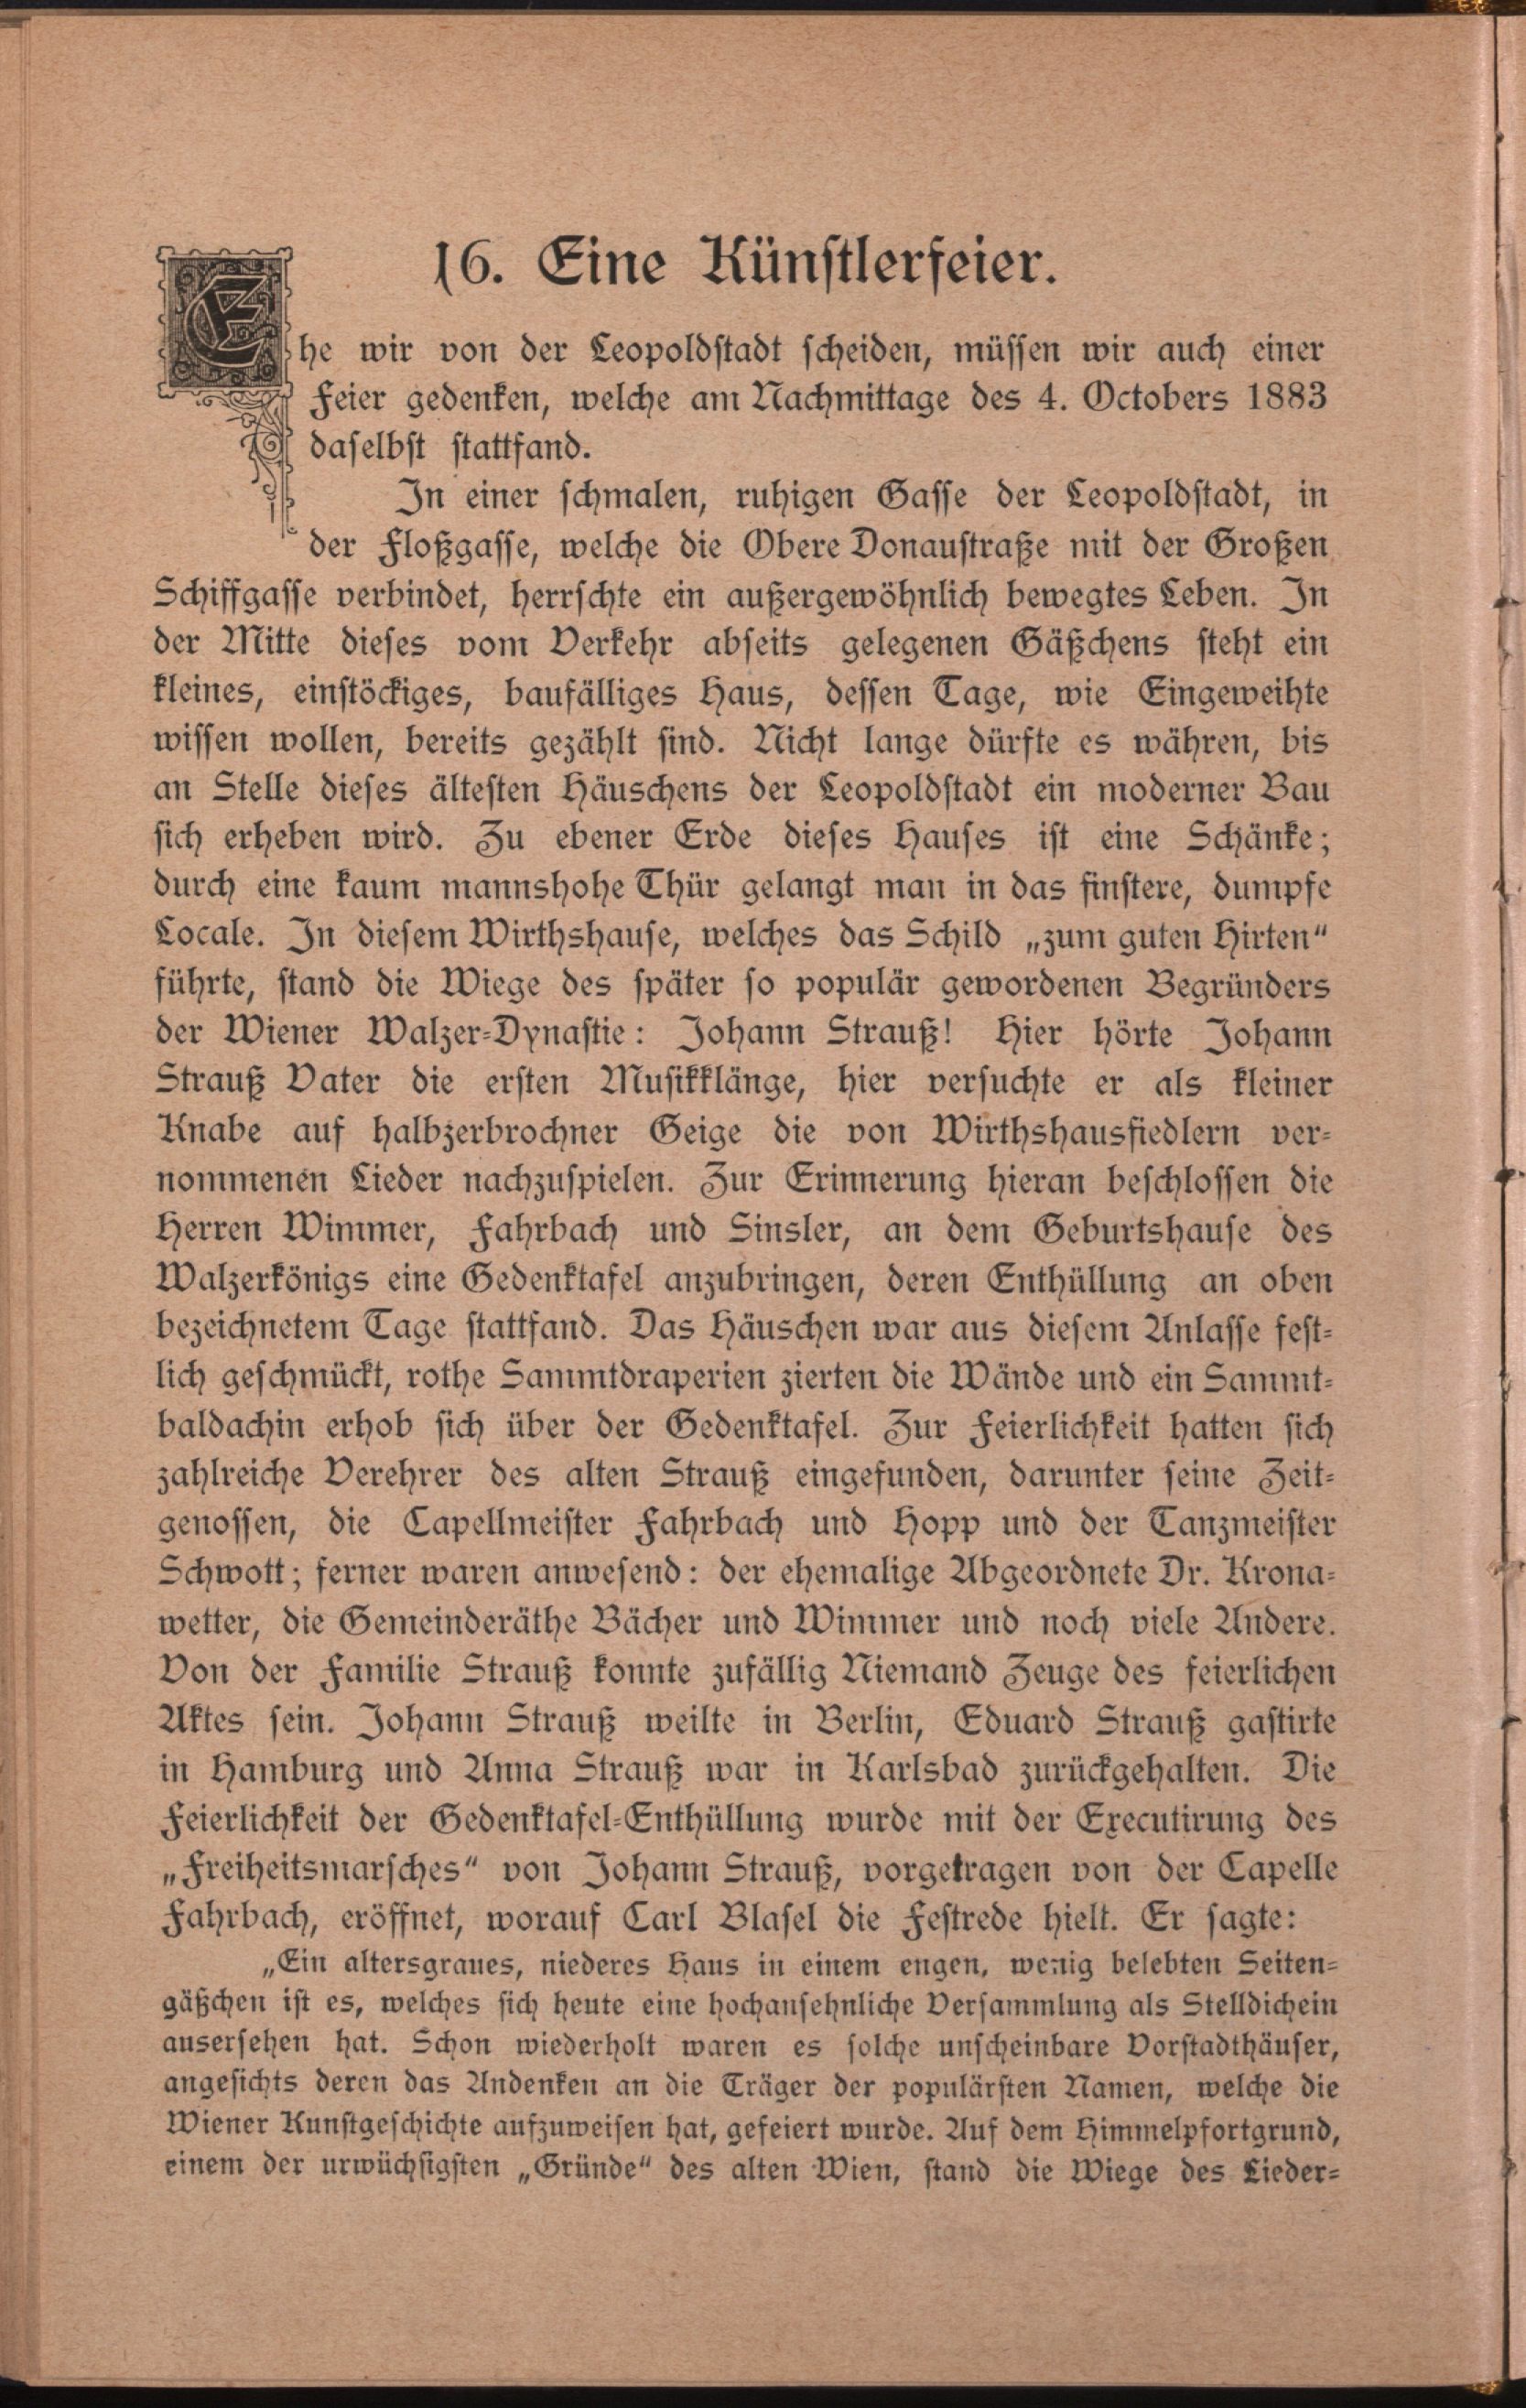 16. Eine Künstlerfeier.
Ehe wir von der Leopoldstadt scheiden, müssen wir auch einer
Feier gedenken, welche am Nachmittage des 4. Octobers 1883
daselbst stattfand.
In einer schmalen, ruhigen Gasse der Leopoldstadt, in
der Floßgasse, welche die Obere Donaustraße mit der Großen
Schiffgasse verbindet, herrschte ein außergewöhnlich bewegtes Leben. In
der Mitte dieses vom Verkehr abseits gelegenen Gäßchens steht ein
kleines, einstöckiges, baufälliges Haus, dessen Tage, wie Eingeweihte
wissen wollen, bereits gezählt sind. Nicht lange dürfte es währen, bis
an Stelle dieses ältesten Häuschens der Leopoldstadt ein moderner Bau
sich erheben wird. Zu ebener Erde dieses Hauses ist eine Schänke;
durch eine kaum mannshohe Thür gelangt man in das finstere, dumpfe
Locale. In diesem Wirthshause, welches das Schild „zum guten Hirten“
führte, stand die Wiege des später so populär gewordenen Begründers
der Wiener Walzer-Dynastie: Johann Strauß! Hier hörte Johann
Strauß Vater die ersten Musikklänge, hier versuchte er als kleiner
Knabe auf halbzerbrochner Geige die von Wirthshausfiedlern ver-
nommenen Lieder nachzuspielen. Zur Erinnerung hieran beschlossen die
Herren Wimmer, Fahrbach und Sinsler, an dem Geburtshause des
Walzerkönigs eine Gedenktafel anzubringen, deren Enthüllung an oben
bezeichnetem Tage stattfand. Das Häuschen war aus diesem Anlasse fest-
lich geschmückt, rothe Sammtdraperien zierten die Wände und ein Sammt-
baldachin erhob sich über der Gedenktafel. Zur Feierlichkeit hatten sich
zahlreiche Verehrer des alten Strauß eingefunden, darunter seine Zeit-
genossen, die Capellmeister Fahrbach und Hopp und der Tanzmeister
Schwott; ferner waren anwesend: der ehemalige Abgeordnete Dr. Krona-
wetter, die Gemeinderäthe Bächer und Wimmer und noch viele Andere.
Von der Familie Strauß konnte zufällig Niemand Zeuge des feierlichen
Aktes sein. Johann Strauß weilte in Berlin, Eduard Strauß gastirte
in Hamburg und Anna Strauß war in Karlsbad zurückgehalten. Die
Feierlichkeit der Gedenktafel-Enthüllung wurde mit der Executirung des
„Freiheitsmarsches“ von Johann Strauß, vorgetragen von der Capelle
Fahrbach, eröffnet, worauf Carl Blasel die Festrede hielt. Er sagte:
„Ein altersgraues, niederes Haus in einem engen, wenig belebten Seiten-
gäßchen ist es, welches sich heute eine hochansehnliche Versammlung als Stelldichein
ausersehen hat. Schon wiederholt waren es solche unscheinbare Vorstadthäuser,
angesichts deren das Andenken an die Träger der populärsten Namen, welche die
Wiener Kunstgeschichte aufzuweisen hat, gefeiert wurde. Auf dem Himmelpfortgrund,
einem der urwüchsigsten „Gründe“ des alten Wien, stand die Wiege des Lieder-